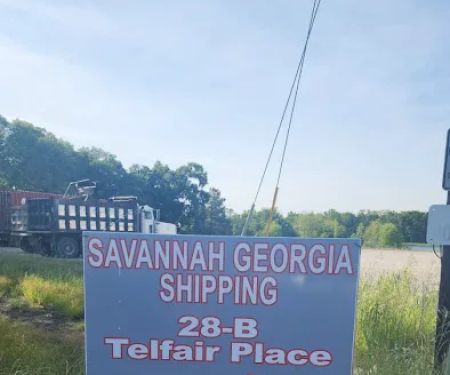 SAVANNAH GEORGIA
SHIPPING
28-B
Telfair Place